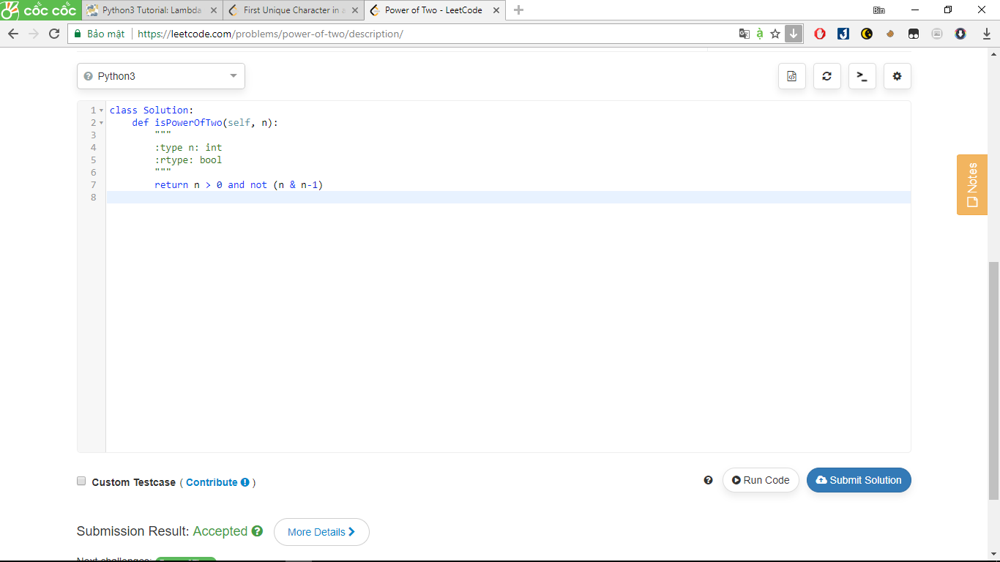 cốc cốc
Python3 Tutorial: Lambda
First Unique Character in a
Power of Two - LeetCode
Bin
Bảo mật
https://leetcode.com/problems/power-of-two/description/
Python3
1 class Solution:
2 def isPowerOfTwo(self, n):
3 """
4 :type n: int
5 :rtype: bool
6 """
7 return n > 0 and not (n & n-1)
8
Notes
Custom Testcase ( Contribute )
Run Code
Submit Solution
Submission Result: Accepted
More Details
Next challenges: